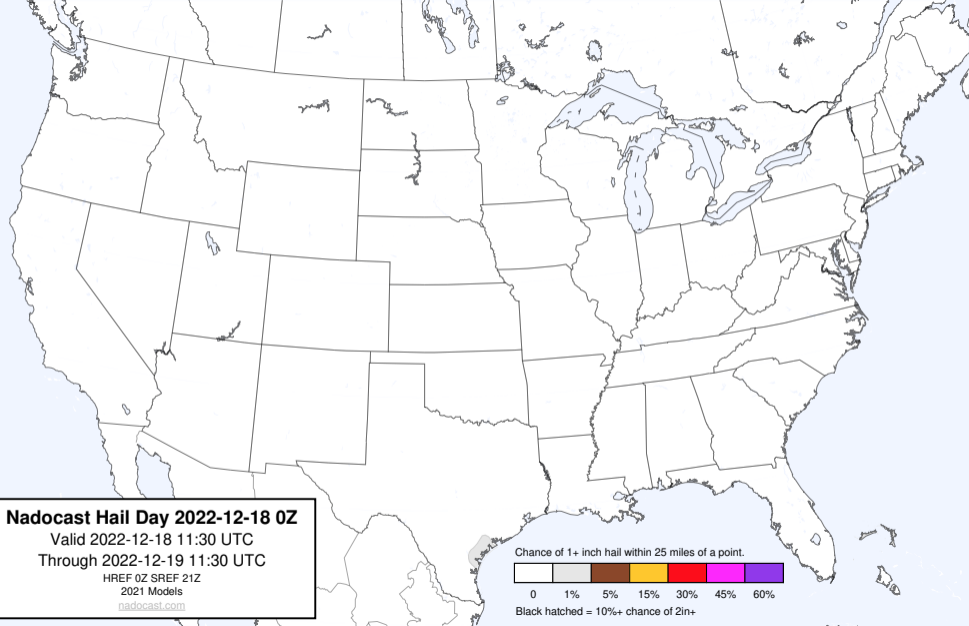 Nadocast Hail Day 2022-12-18 0Z
Valid 2022-12-18 11:30 UTC
Through 2022-12-19 11:30 UTC
HREF 0Z SREF 21Z
2021 Models
nadocast.com
Chance of 1+ inch hail within 25 miles of a point.
0 1% 5% 15% 30% 45% 60%
Black hatched = 10%+ chance of 2in+